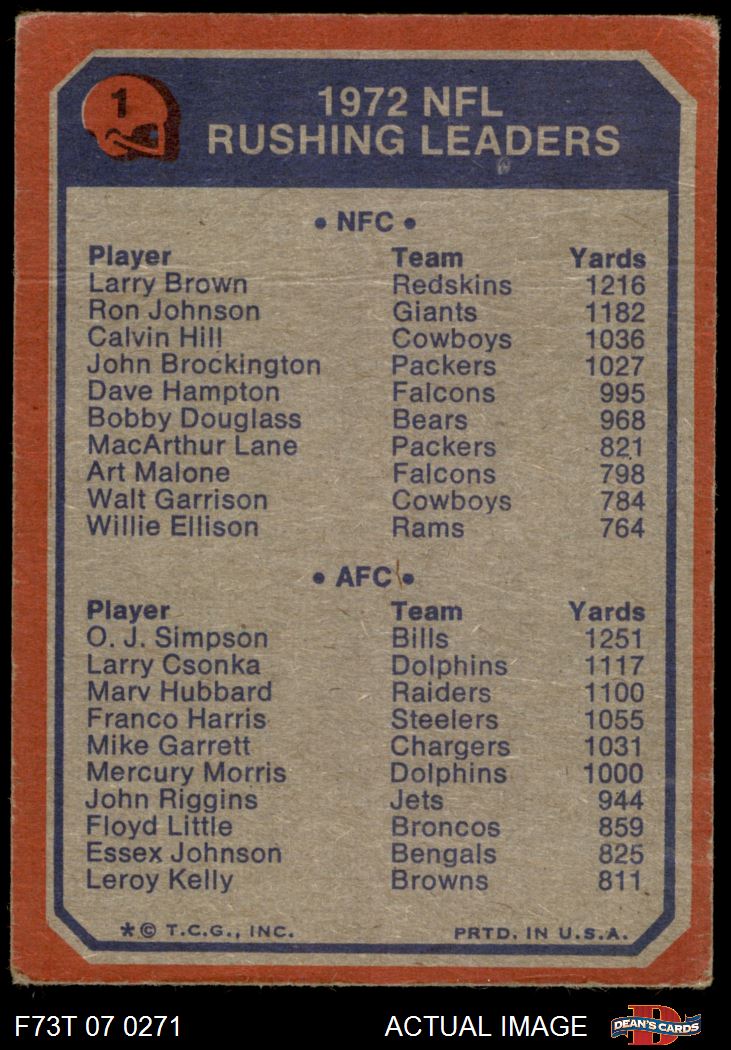 1
1972 NFL
RUSHING LEADERS
• NFC •
Player Team Yards
Larry Brown Redskins 1216
Ron Johnson Giants 1182
Calvin Hill Cowboys 1036
John Brockington Packers 1027
Dave Hampton Falcons 995
Bobby Douglass Bears 968
MacArthur Lane Packers 821
Art Malone Falcons 798
Walt Garrison Cowboys 784
Willie Ellison Rams 764
• AFC •
Player Team Yards
O. J. Simpson Bills 1251
Larry Csonka Dolphins 1117
Marv Hubbard Raiders 1100
Franco Harris Steelers 1055
Mike Garrett Chargers 1031
Mercury Morris Dolphins 1000
John Riggins Jets 944
Floyd Little Broncos 859
Essex Johnson Bengals 825
Leroy Kelly Browns 811
*© T.C.G., INC. PRTD. IN U.S.A.
F73T 07 0271 ACTUAL IMAGE D DEAN'S CARDS